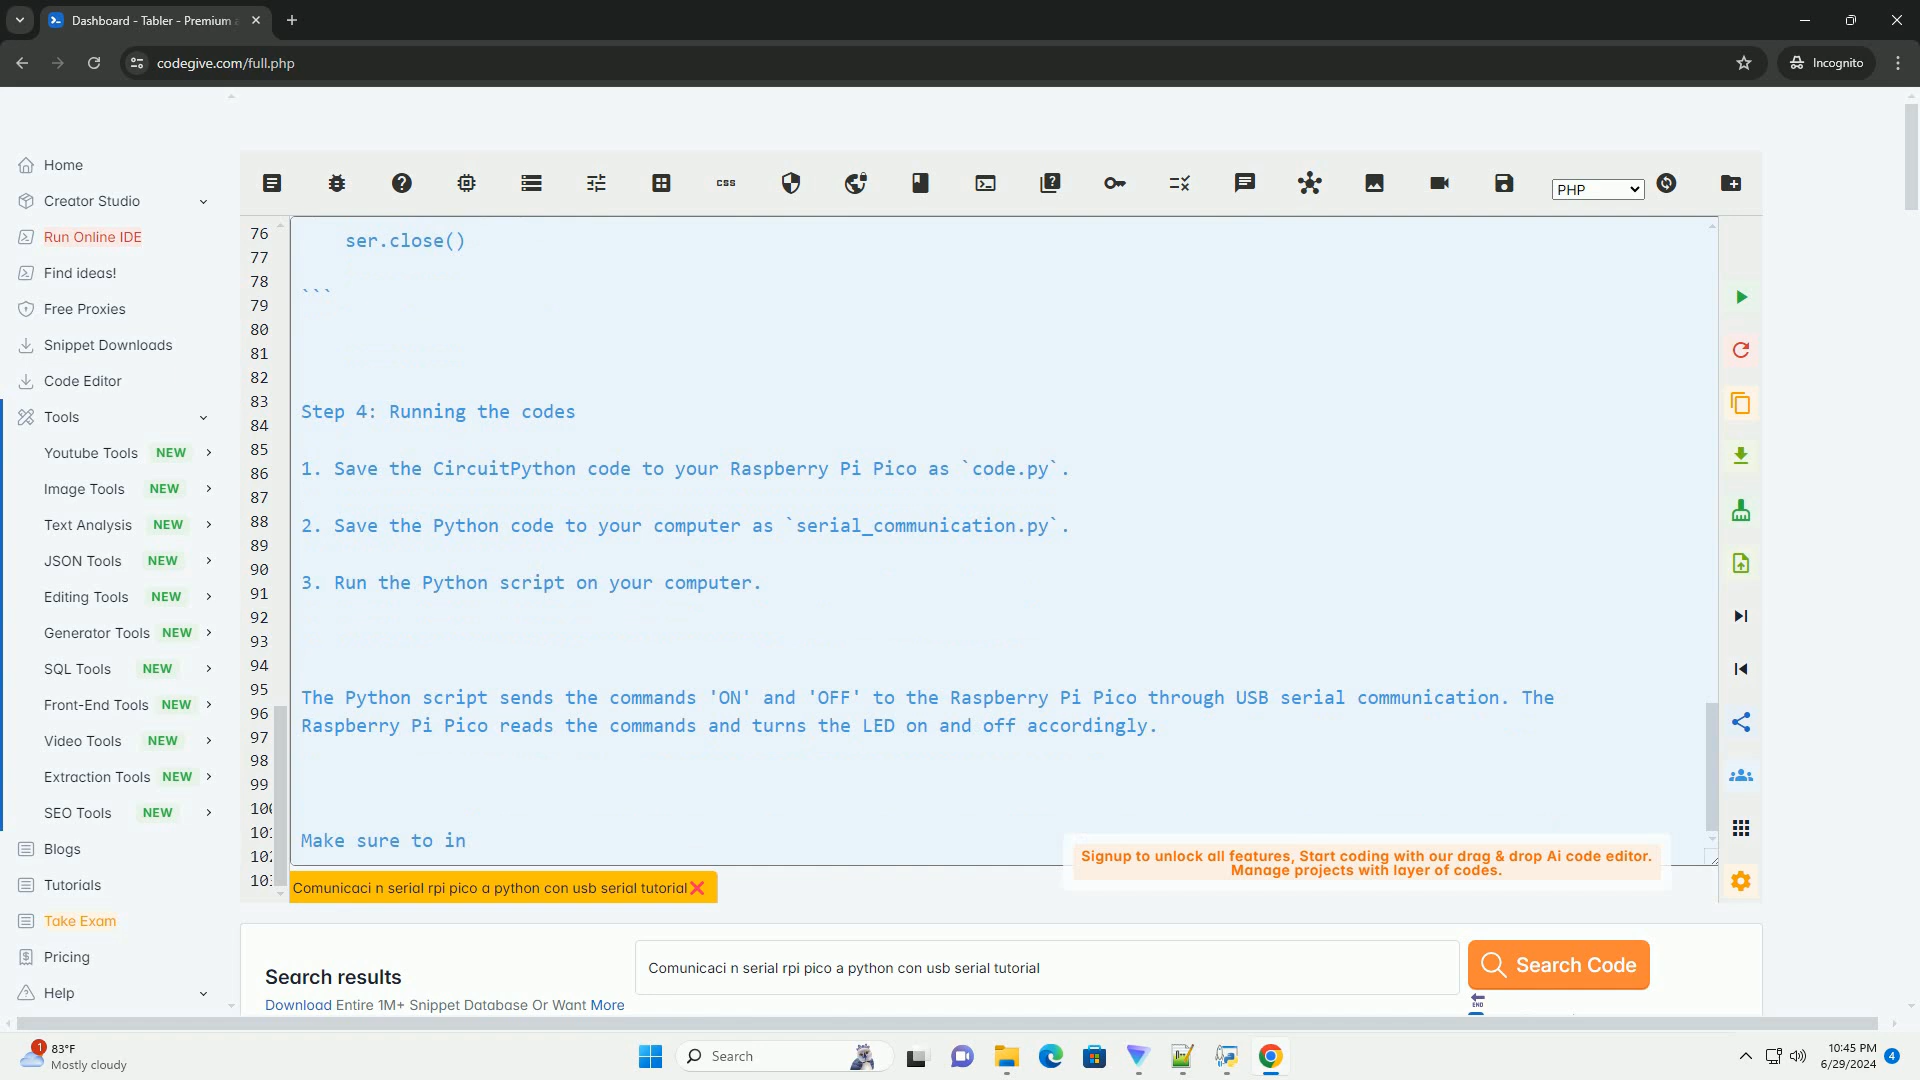 Dashboard - Tabler - Premium
codegive.com/full.php
Incognito
Home
Creator Studio
Run Online IDE
Find ideas!
Free Proxies
Snippet Downloads
Code Editor
Tools
Youtube Tools NEW
Image Tools NEW
Text Analysis NEW
JSON Tools NEW
Editing Tools NEW
Generator Tools NEW
SQL Tools NEW
Front-End Tools NEW
Video Tools NEW
Extraction Tools NEW
SEO Tools NEW
Blogs
Tutorials
Take Exam
Pricing
Help
css
PHP
76
77
78
79
80
81
82
83
84
85
86
87
88
89
90
91
92
93
94
95
96
97
98
99
ser.close()
```
Step 4: Running the codes
1. Save the CircuitPython code to your Raspberry Pi Pico as `code.py`.
2. Save the Python code to your computer as `serial_communication.py`.
3. Run the Python script on your computer.
The Python script sends the commands 'ON' and 'OFF' to the Raspberry Pi Pico through USB serial communication. The
Raspberry Pi Pico reads the commands and turns the LED on and off accordingly.
Make sure to in
Signup to unlock all features, Start coding with our drag & drop Ai code editor.
Manage projects with layer of codes.
Comunicaci n serial rpi pico a python con usb serial tutorial
Search results
Download Entire 1M+ Snippet Database Or Want More
Comunicaci n serial rpi pico a python con usb serial tutorial
Search Code
END
1
83°F
Mostly cloudy
Search
10:45 PM
6/29/2024
4